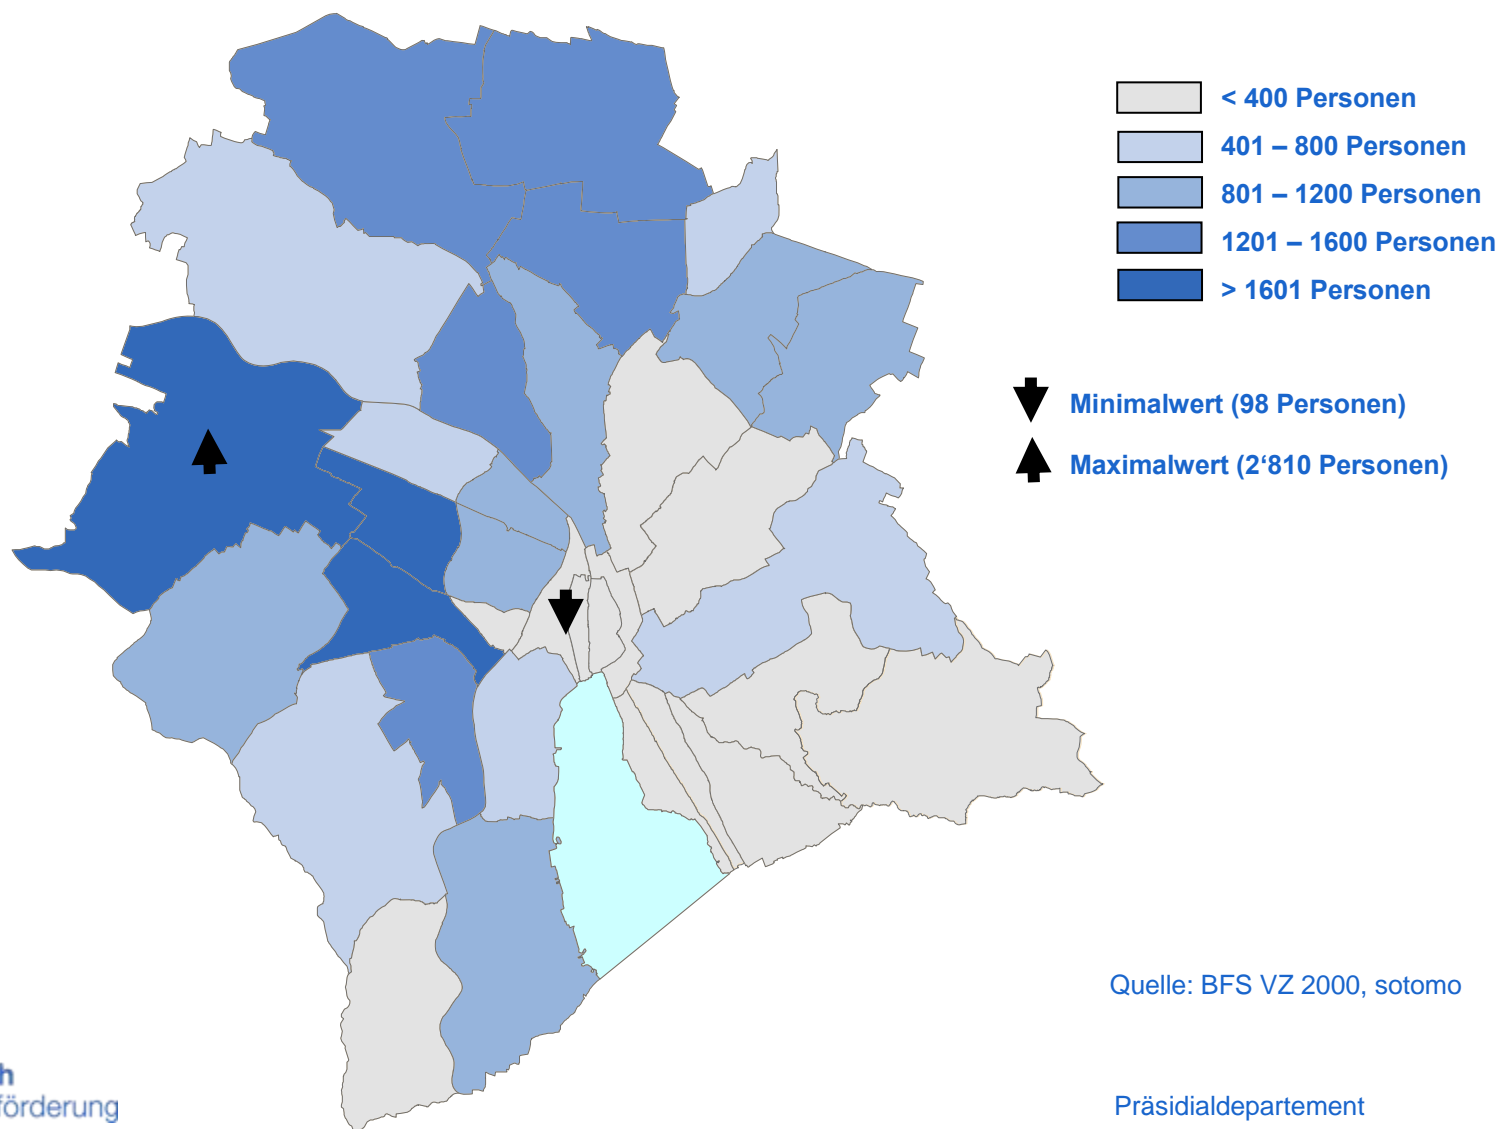 < 400 Personen
401 – 800 Personen
801 – 1200 Personen
1201 – 1600 Personen
> 1601 Personen
Minimalwert (98 Personen)
Maximalwert (2‘810 Personen)
Quelle: BFS VZ 2000, sotomo
h
förderung
Präsidialdepartement